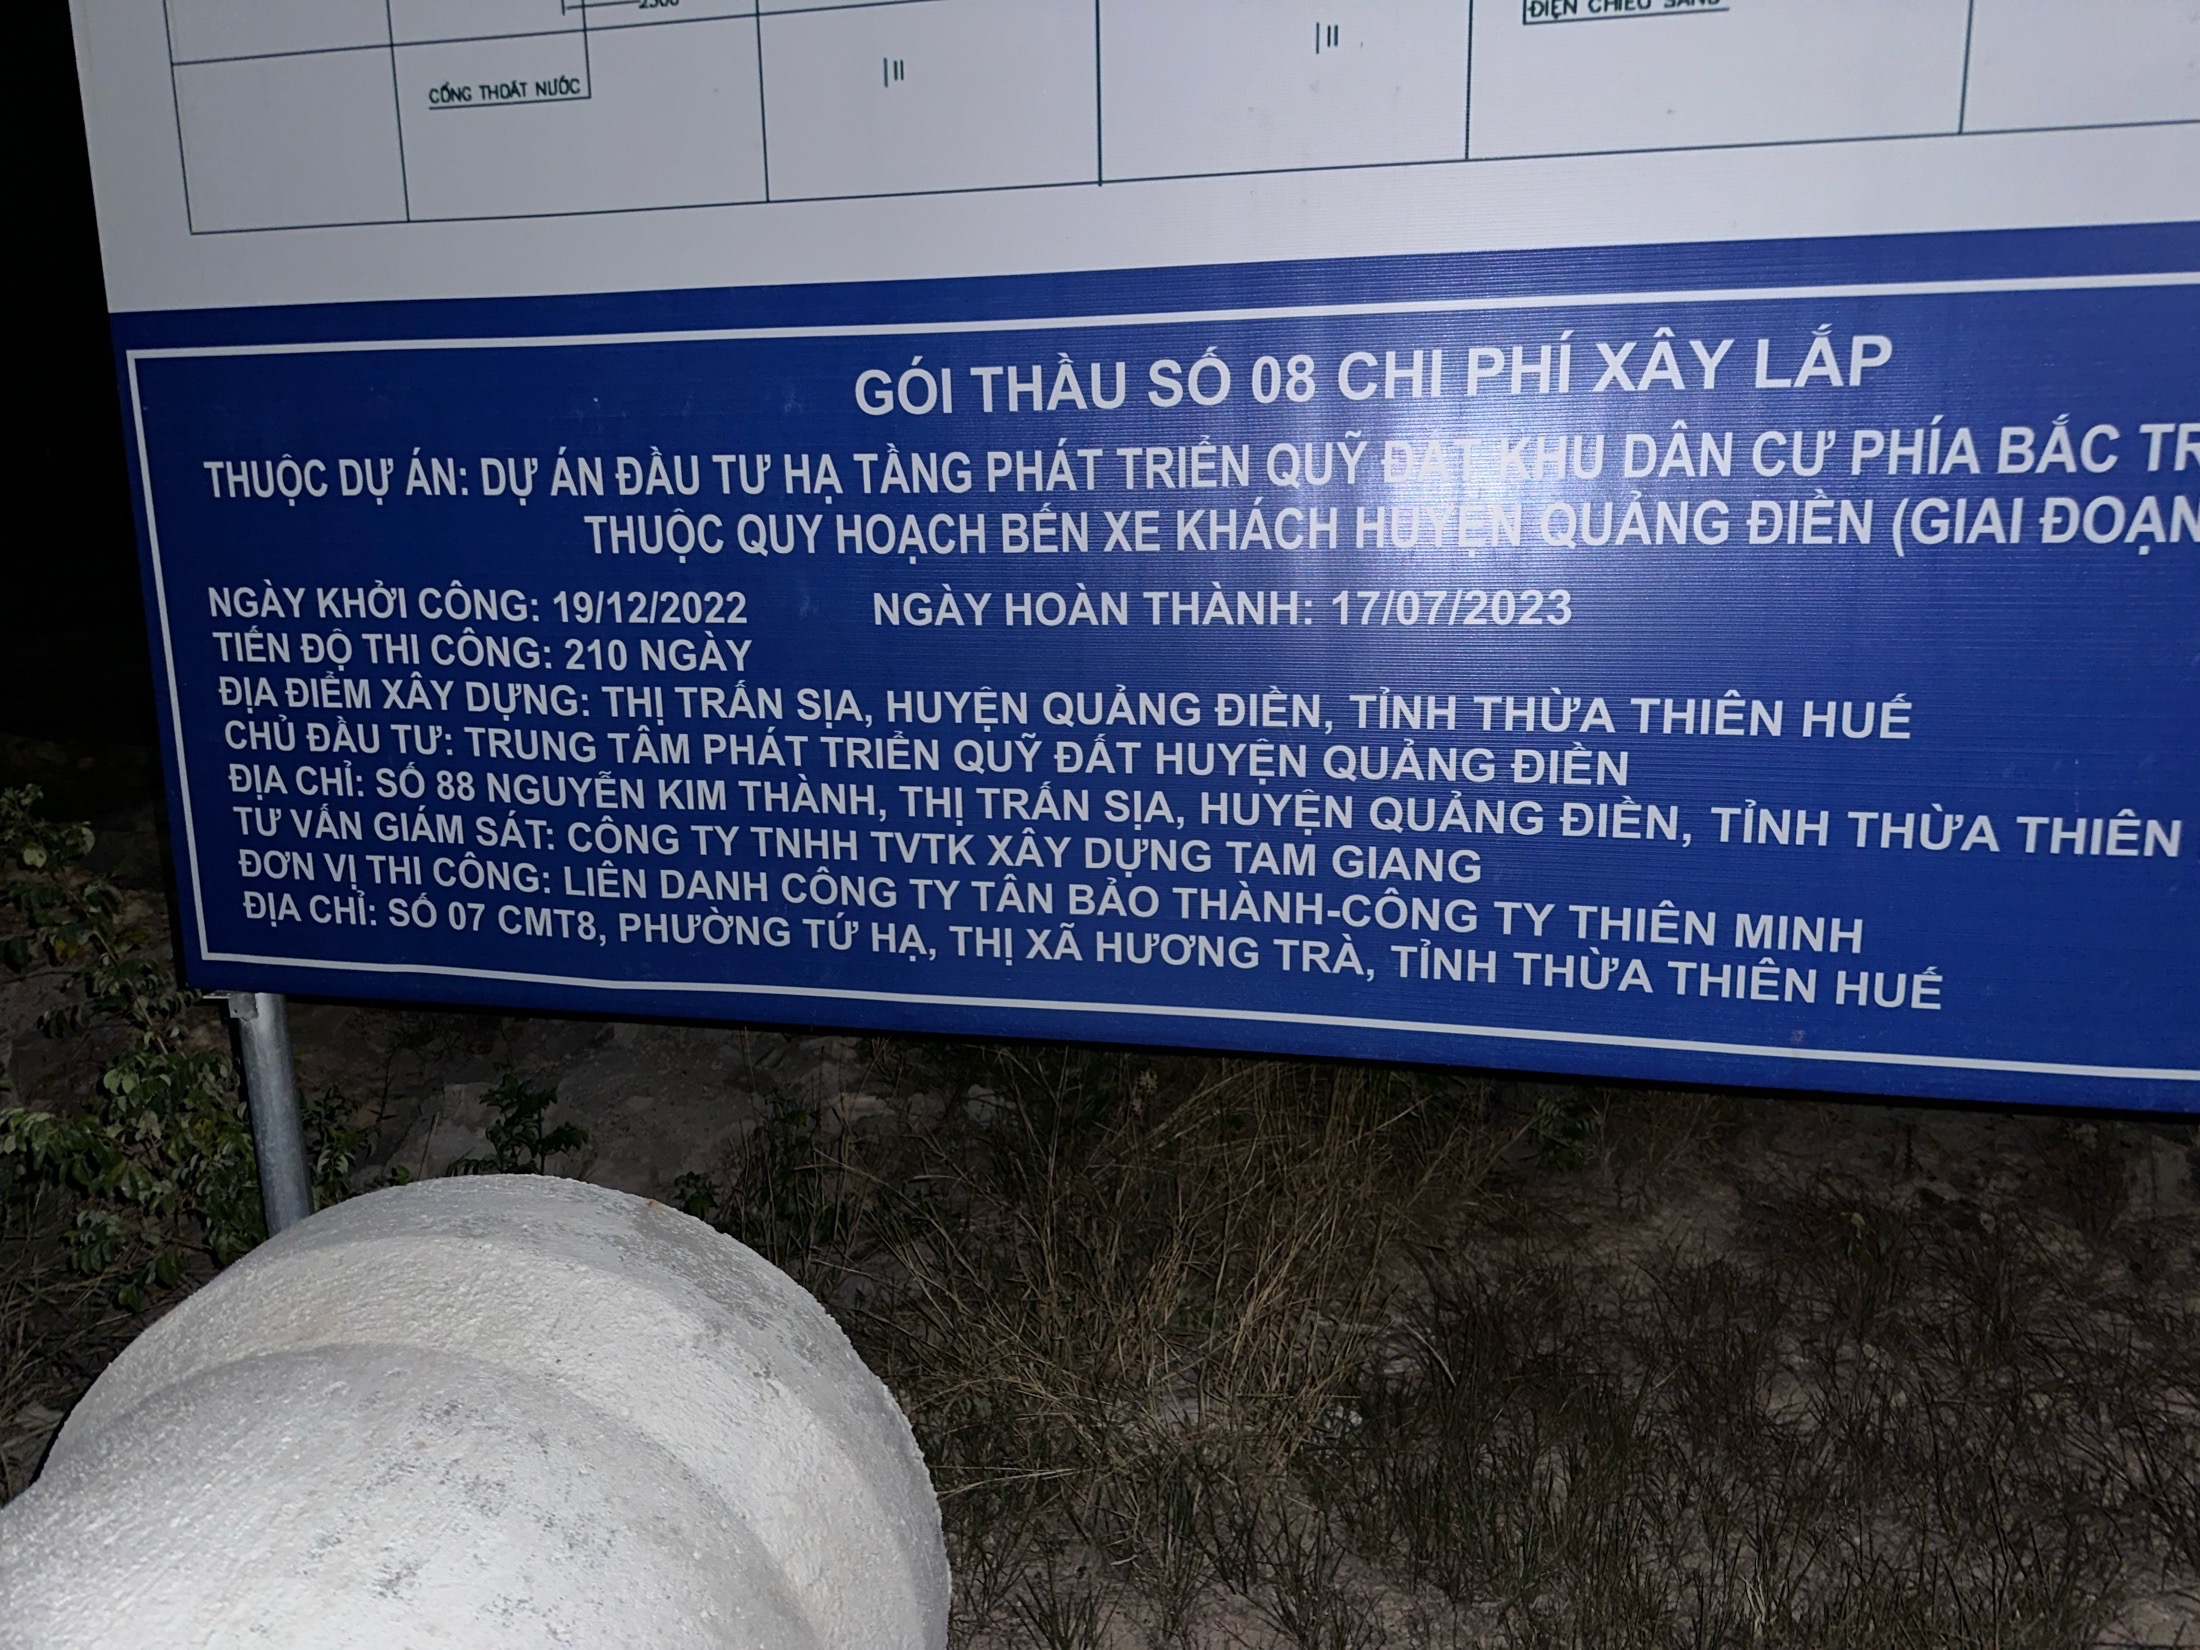 2500
ĐIỆN CHIẾU SÁNG
CỐNG THOÁT NƯỚC
GÓI THẦU SỐ 08 CHI PHÍ XÂY LẮP
THUỘC DỰ ÁN: DỰ ÁN ĐẦU TƯ HẠ TẦNG PHÁT TRIỂN QUỸ ĐẤT KHU DÂN CƯ PHÍA BẮC TR
THUỘC QUY HOẠCH BẾN XE KHÁCH HUYỆN QUẢNG ĐIỀN (GIAI ĐOẠN
NGÀY KHỞI CÔNG: 19/12/2022 NGÀY HOÀN THÀNH: 17/07/2023
TIẾN ĐỘ THI CÔNG: 210 NGÀY
ĐỊA ĐIỂM XÂY DỰNG: THỊ TRẤN SỊA, HUYỆN QUẢNG ĐIỀN, TỈNH THỪA THIÊN HUẾ
CHỦ ĐẦU TƯ: TRUNG TÂM PHÁT TRIỂN QUỸ ĐẤT HUYỆN QUẢNG ĐIỀN
ĐỊA CHỈ: SỐ 88 NGUYỄN KIM THÀNH, THỊ TRẤN SỊA, HUYỆN QUẢNG ĐIỀN, TỈNH THỪA THIÊN
TƯ VẤN GIÁM SÁT: CÔNG TY TNHH TVTK XÂY DỰNG TAM GIANG
ĐƠN VỊ THI CÔNG: LIÊN DANH CÔNG TY TÂN BẢO THÀNH-CÔNG TY THIÊN MINH
ĐỊA CHỈ: SỐ 07 CMT8, PHƯỜNG TỨ HẠ, THỊ XÃ HƯƠNG TRÀ, TỈNH THỪA THIÊN HUẾ